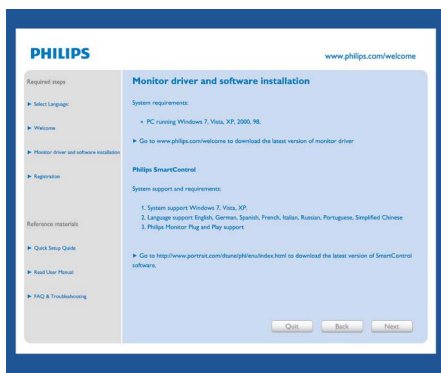 PHILIPS
www.philips.com/welcome
Required steps
Select Language:
Welcome
Monitor driver and software installation
Registration
Reference materials
Quick Setup Quide
Read User Manual
FAQ & Troubleshooting
Monitor driver and software installation
System requirements:
• PC running Windows 7, Vista, XP, 2000, 98.
Go to www.philips.com/welcome to download the latest version of monitor driver
Philips SmartControl
System support and requirements:
1. System support Windows 7, Vista, XP.
2. Language support English, German, Spanish, French, Italian, Russian, Portuguese, Simplified Chinese
3. Philips Monitor Plug and Play support
Go to http://www.portrait.com/dtune/phl/enu/index.html to download the latest version of SmartControl
software.
Quit
Back
Next